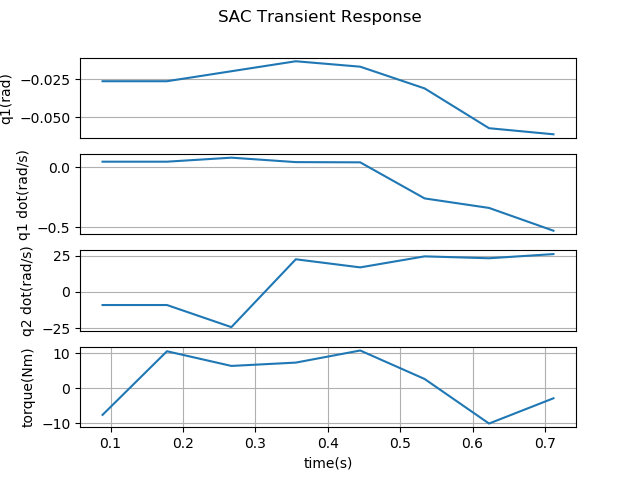 SAC Transient Response
q1(rad)
−0.025
−0.050
q1 dot(rad/s)
0.0
−0.5
q2 dot(rad/s)
25
0
−25
torque(Nm)
10
0
−10
0.1 0.2 0.3 0.4 0.5 0.6 0.7
time(s)